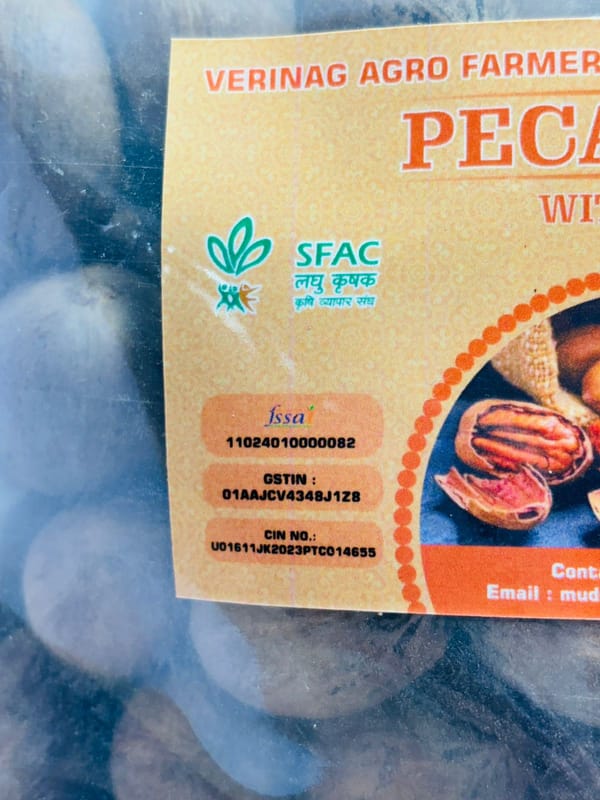 VERINAG AGRO FARMER
PECA
WIT
SFAC
लघु कृषक
कृषि व्यापार संघ
fssai
11024010000082
GSTIN :
01AAJCV4348J1Z8
CIN NO.:
U01611JK2023PTC014655
Conta
Email : mud